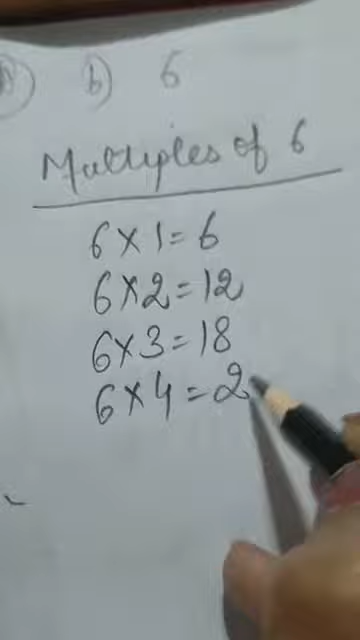 b) 6
Multiples of 6
6×1=6
6×2=12
6×3=18
6×4=2